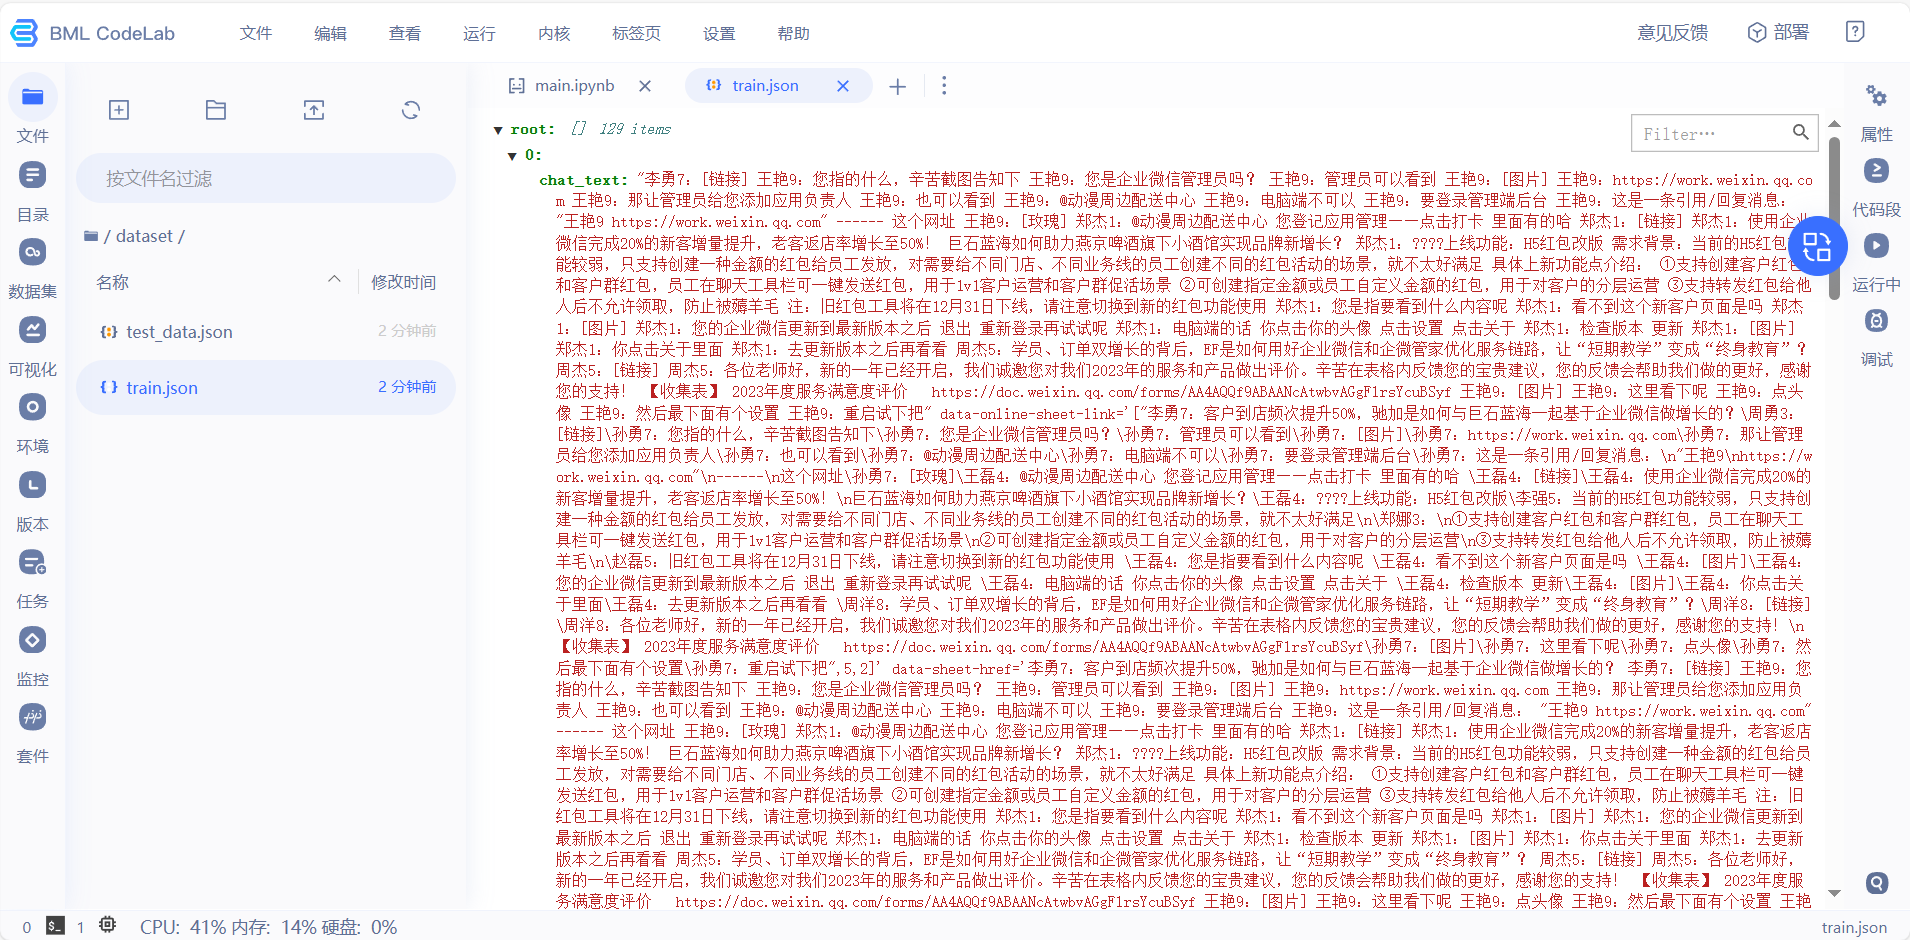 BML CodeLab 文件 编辑 查看 运行 内核 标签页 设置 帮助 意见反馈 部署
文件
目录
数据集
可视化
环境
版本
任务
监控
套件
按文件名过滤
/ dataset /
名称 修改时间
test_data.json 2 分钟前
train.json 2 分钟前
main.ipynb train.json
root: [] 129 items
Filter…
0:
chat_text: "李勇7: [链接] 王艳9: 您指的什么, 辛苦截图告知下 王艳9: 您是企业微信管理员吗? 王艳9: 管理员可以看到 王艳9: [图片] 王艳9: https://work.weixin.qq.co
m 王艳9: 那让管理员给您添加应用负责人 王艳9: 也可以看到 王艳9: @动漫周边配送中心 王艳9: 电脑端不可以 王艳9: 要登录管理端后台 王艳9: 这是一条引用/回复消息:
"王艳9 https://work.weixin.qq.com" ------ 这个网址 王艳9: [玫瑰] 郑杰1: @动漫周边配送中心 您登记应用管理——点击打卡 里面有的哈 郑杰1: [链接] 郑杰1: 使用企业
微信完成20%的新客增量提升, 老客返店率增长至50%! 巨石蓝海如何助力燕京啤酒旗下小酒馆实现品牌新增长? 郑杰1: ????上线功能: H5红包改版 需求背景: 当前的H5红包
能较弱, 只支持创建一种金额的红包给员工发放, 对需要给不同门店、不同业务线的员工创建不同的红包活动的场景, 就不太好满足 具体上新功能点介绍: ①支持创建客户红包
和客户群红包, 员工在聊天工具栏可一键发送红包, 用于1v1客户运营和客户群促活场景 ②可创建指定金额或员工自定义金额的红包, 用于对客户的分层运营 ③支持转发红包给他
人后不允许领取, 防止被薅羊毛 注: 旧红包工具将在12月31日下线, 请注意切换到新的红包功能使用 郑杰1: 您是指要看到什么内容呢 郑杰1: 看不到这个新客户页面是吗 郑杰
1: [图片] 郑杰1: 您的企业微信更新到最新版本之后 退出 重新登录再试试呢 郑杰1: 电脑端的话 你点击你的头像 点击设置 点击关于 郑杰1: 检查版本 更新 郑杰1: [图片]
郑杰1: 你点击关于里面 郑杰1: 去更新版本之后再看看 周杰5: 学员、订单双增长的背后, EF是如何用好企业微信和企微管家优化服务链路, 让“短期教学”变成“终身教育”?
周杰5: [链接] 周杰5: 各位老师好, 新的一年已经开启, 我们诚邀您对我们2023年的服务和产品做出评价。辛苦在表格内反馈您的宝贵建议, 您的反馈会帮助我们做的更好, 感谢
您的支持! 【收集表】 2023年度服务满意度评价 https://doc.weixin.qq.com/forms/AA4AQQf9ABAANcAtwbvAGgFlrsYcuBSyf 王艳9: [图片] 王艳9: 这里看下呢 王艳9: 点头
像 王艳9: 然后最下面有个设置 王艳9: 重启试下把" data-online-sheet-link='["李勇7: 客户到店频次提升50%, 驰加是如何与巨石蓝海一起基于企业微信做增长的? \周勇3:
[链接]\孙勇7: 您指的什么, 辛苦截图告知下\孙勇7: 您是企业微信管理员吗? \孙勇7: 管理员可以看到\孙勇7: [图片]\孙勇7: https://work.weixin.qq.com\孙勇7: 那让管理
员给您添加应用负责人\孙勇7: 也可以看到\孙勇7: @动漫周边配送中心\孙勇7: 电脑端不可以\孙勇7: 要登录管理端后台\孙勇7: 这是一条引用/回复消息: \n"王艳9\nhttps://w
ork.weixin.qq.com"\n------\n这个网址\孙勇7: [玫瑰]\王磊4: @动漫周边配送中心 您登记应用管理——点击打卡 里面有的哈 \王磊4: [链接]\王磊4: 使用企业微信完成20%的
新客增量提升, 老客返店率增长至50%! \n巨石蓝海如何助力燕京啤酒旗下小酒馆实现品牌新增长? \王磊4: ????上线功能: H5红包改版\李强5: 当前的H5红包功能较弱, 只支持创
建一种金额的红包给员工发放, 对需要给不同门店、不同业务线的员工创建不同的红包活动的场景, 就不太好满足\n\郑娜3: \n①支持创建客户红包和客户群红包, 员工在聊天工
具栏可一键发送红包, 用于1v1客户运营和客户群促活场景\n②可创建指定金额或员工自定义金额的红包, 用于对客户的分层运营\n③支持转发红包给他人后不允许领取, 防止被薅
羊毛\n\赵磊5: 旧红包工具将在12月31日下线, 请注意切换到新的红包功能使用 \王磊4: 您是指要看到什么内容呢 \王磊4: 看不到这个新客户页面是吗 \王磊4: [图片]\王磊4:
您的企业微信更新到最新版本之后 退出 重新登录再试试呢 \王磊4: 电脑端的话 你点击你的头像 点击设置 点击关于 \王磊4: 检查版本 更新\王磊4: [图片]\王磊4: 你点击关
于里面\王磊4: 去更新版本之后再看看 \周洋8: 学员、订单双增长的背后, EF是如何用好企业微信和企微管家优化服务链路, 让“短期教学”变成“终身教育”? \周洋8: [链接]
\周洋8: 各位老师好, 新的一年已经开启, 我们诚邀您对我们2023年的服务和产品做出评价。辛苦在表格内反馈您的宝贵建议, 您的反馈会帮助我们做的更好, 感谢您的支持! \n
【收集表】 2023年度服务满意度评价 https://doc.weixin.qq.com/forms/AA4AQQf9ABAANcAtwbvAGgFlrsYcuBSyf\孙勇7: [图片]\孙勇7: 这里看下呢\孙勇7: 点头像\孙勇7: 然
后最下面有个设置\孙勇7: 重启试下把",5,2]' data-sheet-href='李勇7: 客户到店频次提升50%, 驰加是如何与巨石蓝海一起基于企业微信做增长的? 李勇7: [链接] 王艳9: 您
指的什么, 辛苦截图告知下 王艳9: 您是企业微信管理员吗? 王艳9: 管理员可以看到 王艳9: [图片] 王艳9: https://work.weixin.qq.com 王艳9: 那让管理员给您添加应用负
责人 王艳9: 也可以看到 王艳9: @动漫周边配送中心 王艳9: 电脑端不可以 王艳9: 要登录管理端后台 王艳9: 这是一条引用/回复消息: "王艳9 https://work.weixin.qq.com"
------ 这个网址 王艳9: [玫瑰] 郑杰1: @动漫周边配送中心 您登记应用管理——点击打卡 里面有的哈 郑杰1: [链接] 郑杰1: 使用企业微信完成20%的新客增量提升, 老客返店
率增长至50%! 巨石蓝海如何助力燕京啤酒旗下小酒馆实现品牌新增长? 郑杰1: ????上线功能: H5红包改版 需求背景: 当前的H5红包功能较弱, 只支持创建一种金额的红包给员
工发放, 对需要给不同门店、不同业务线的员工创建不同的红包活动的场景, 就不太好满足 具体上新功能点介绍: ①支持创建客户红包和客户群红包, 员工在聊天工具栏可一键
发送红包, 用于1v1客户运营和客户群促活场景 ②可创建指定金额或员工自定义金额的红包, 用于对客户的分层运营 ③支持转发红包给他人后不允许领取, 防止被薅羊毛 注: 旧
红包工具将在12月31日下线, 请注意切换到新的红包功能使用 郑杰1: 您是指要看到什么内容呢 郑杰1: 看不到这个新客户页面是吗 郑杰1: [图片] 郑杰1: 您的企业微信更新到
最新版本之后 退出 重新登录再试试呢 郑杰1: 电脑端的话 你点击你的头像 点击设置 点击关于 郑杰1: 检查版本 更新 郑杰1: [图片] 郑杰1: 你点击关于里面 郑杰1: 去更新
版本之后再看看 周杰5: 学员、订单双增长的背后, EF是如何用好企业微信和企微管家优化服务链路, 让“短期教学”变成“终身教育”? 周杰5: [链接] 周杰5: 各位老师好,
新的一年已经开启, 我们诚邀您对我们2023年的服务和产品做出评价。辛苦在表格内反馈您的宝贵建议, 您的反馈会帮助我们做的更好, 感谢您的支持! 【收集表】 2023年度服
务满意度评价 https://doc.weixin.qq.com/forms/AA4AQQf9ABAANcAtwbvAGgFlrsYcuBSyf 王艳9: [图片] 王艳9: 这里看下呢 王艳9: 点头像 王艳9: 然后最下面有个设置 王艳
属性
代码段
运行中
调试
0 1 CPU: 41% 内存: 14% 硬盘: 0% train.json